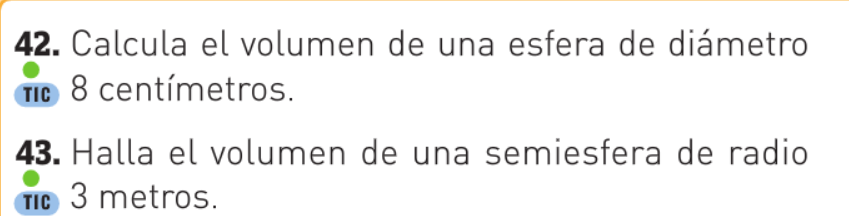 42. Calcula el volumen de una esfera de diámetro
TIC 8 centímetros.
43. Halla el volumen de una semiesfera de radio
TIC 3 metros.